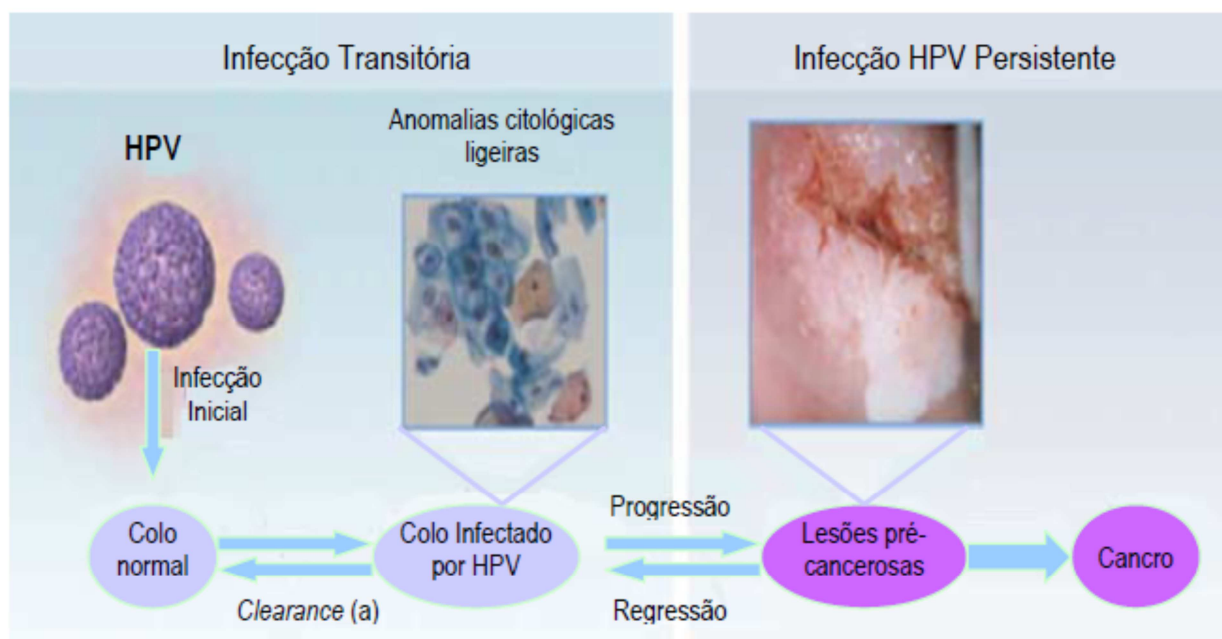 Infecção Transitória
Infecção HPV Persistente
HPV
Anomalias citológicas
ligeiras
Infecção
Inicial
Colo
normal
Clearance (a)
Colo Infectado
por HPV
Progressão
Regressão
Lesões pré-
cancerosas
Cancro